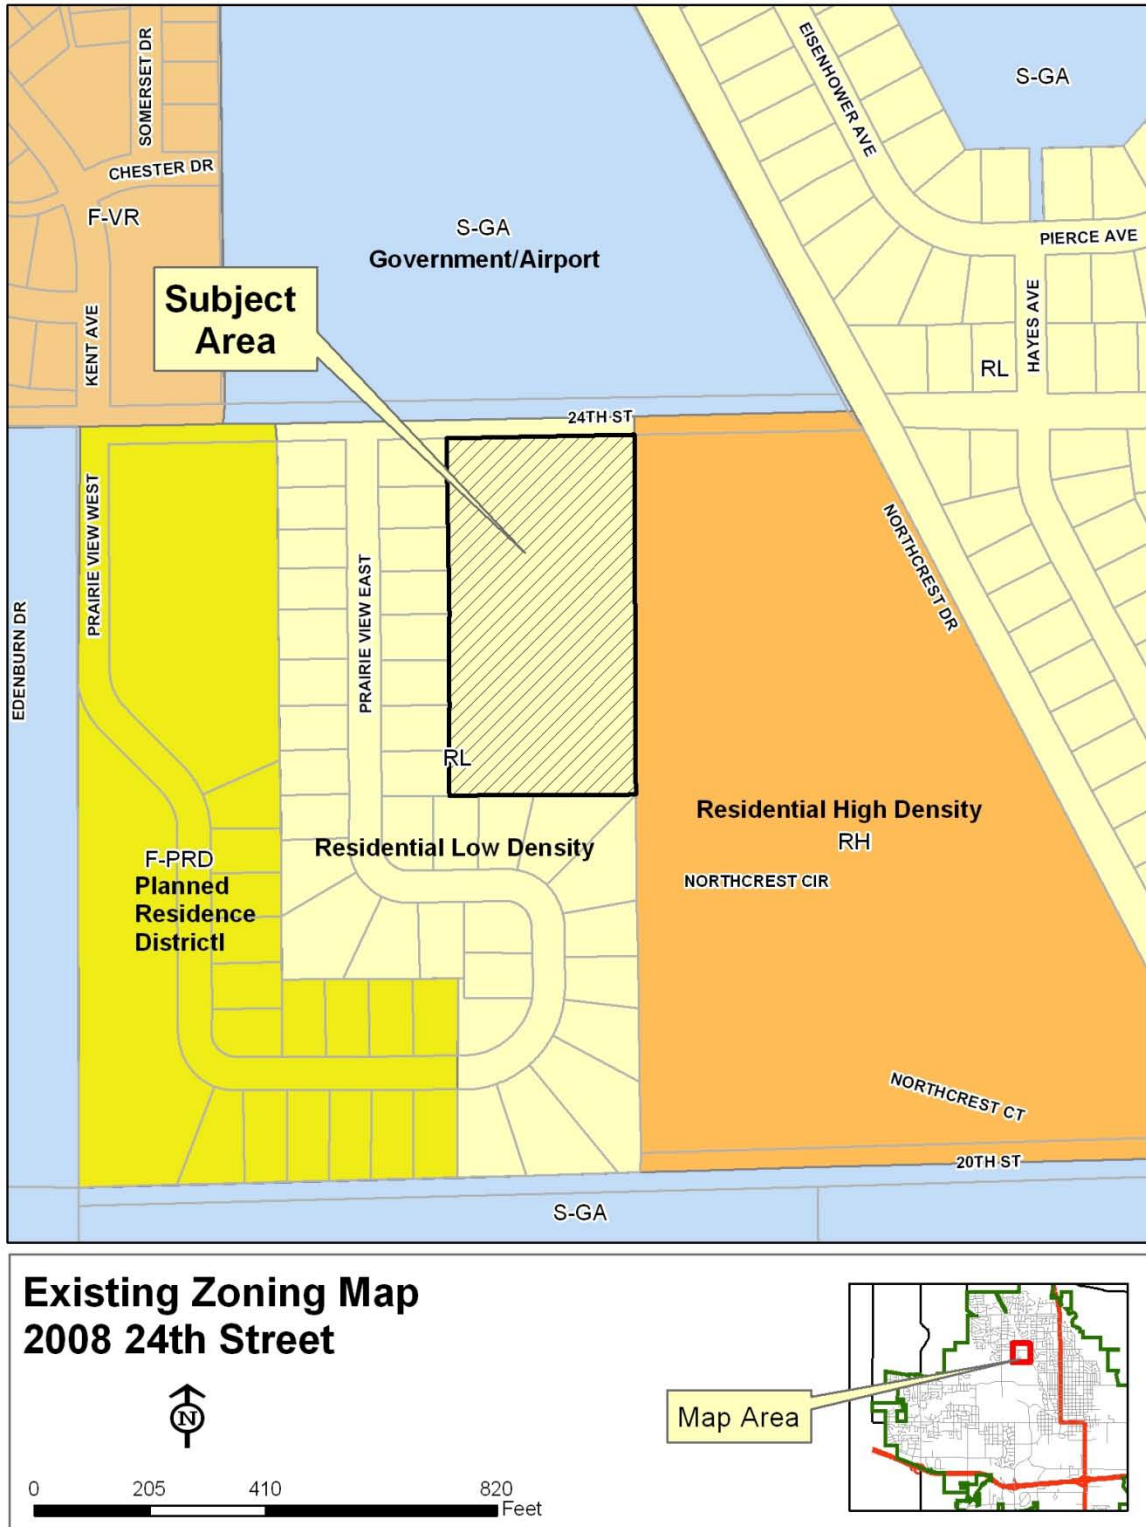 SOMERSET DR
EISENHOWER AVE
S-GA
CHESTER DR
F-VR
S-GA
Government/Airport
PIERCE AVE
Subject
Area
KENT AVE
HAYES AVE
RL
24TH ST
PRAIRIE VIEW WEST
PRAIRIE VIEW EAST
NORTHCREST DR
EDENBURN DR
RL
Residential High Density
RH
Residential Low Density
F-PRD
Planned
Residence
Districtl
NORTHCREST CIR
NORTHCREST CT
20TH ST
S-GA
Existing Zoning Map
2008 24th Street
N
Map Area
0 205 410 820
Feet